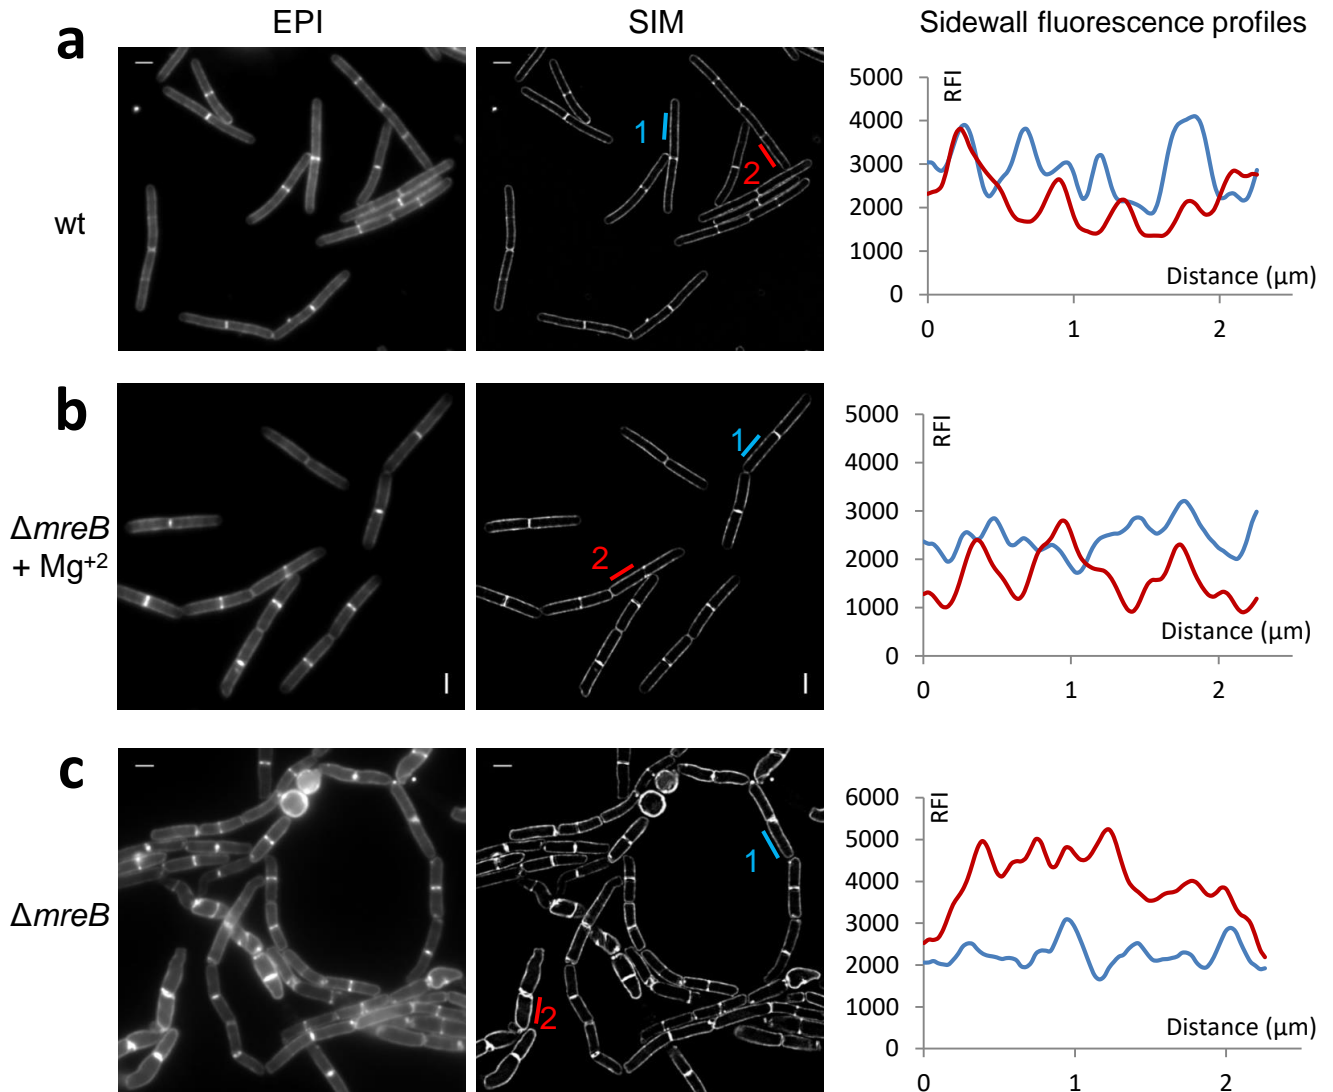 EPI SIM Sidewall fluorescence profiles
a
wt
1
2
RFI
5000
4000
3000
2000
1000
0
Distance (µm)
0 1 2
b
ΔmreB
+ Mg+2
1
2
RFI
5000
4000
3000
2000
1000
0
Distance (µm)
0 1 2
c
ΔmreB
1
2
RFI
6000
5000
4000
3000
2000
1000
0
Distance (µm)
0 1 2